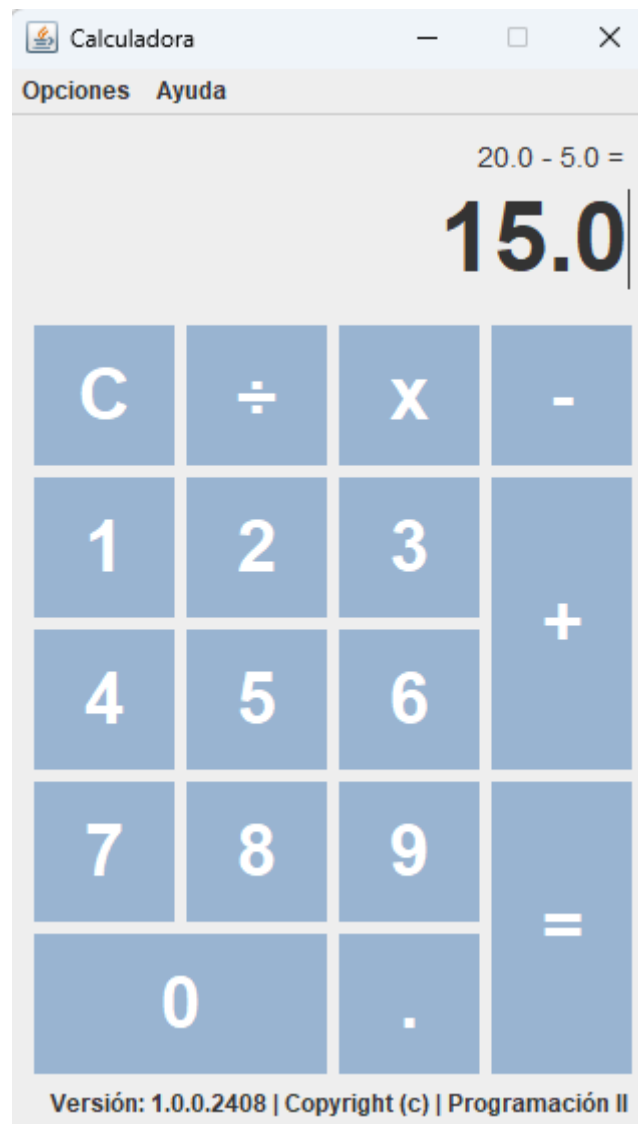 Calculadora
Opciones Ayuda
20.0 - 5.0 =
15.0
C ÷ x -
1 2 3
+
4 5 6
7 8 9
=
0 .
Versión: 1.0.0.2408 | Copyright (c) | Programación II